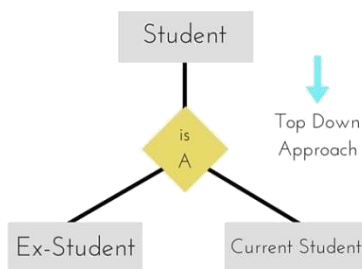 Student
is
A
Top Down
Approach
Ex-Student
Current Student